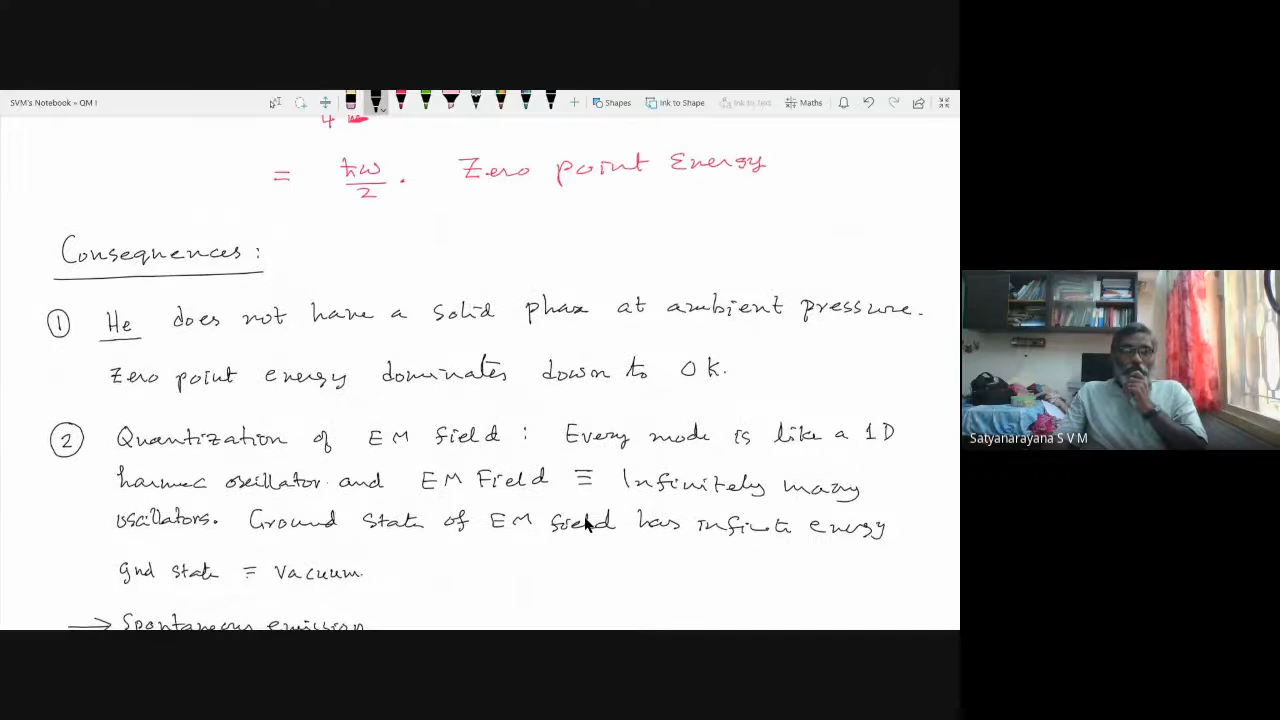 SVM's Notebook » QM I
Shapes
Ink to Shape
Ink to Text
Maths
4
= ħω/2 . Zero point Energy
Consequences :
① He does not have a solid phase at ambient pressure.
Zero point energy dominates down to 0 K.
② Quantization of EM field : Every mode is like a 1D
harmec oscillator and EM Field ≡ Infinitely many
oscillators. Ground state of EM field has infinite energy
gnd state = vacuum.
→ Spontaneous emission
Satyanarayana S V M